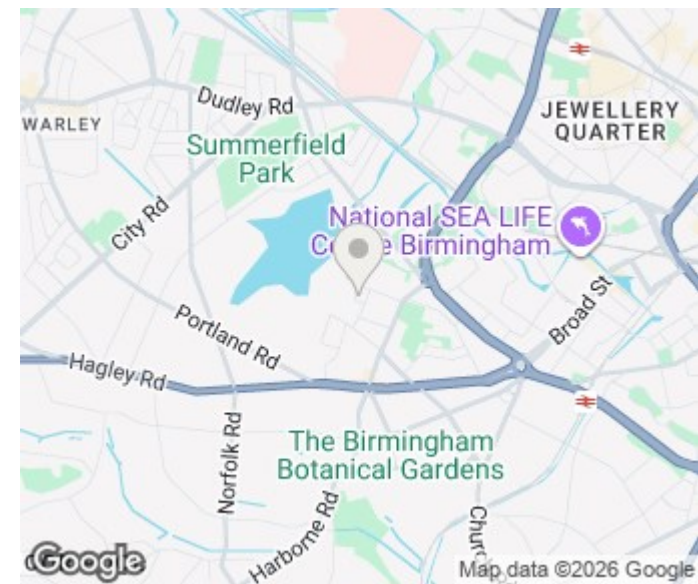 Dudley Rd
WARLEY
JEWELLERY
QUARTER
Summerfield
Park
City Rd
National SEA LIFE
Birmingham
Broad St
Portland Rd
Hagley Rd
Norfolk Rd
The Birmingham
Botanical Gardens
Harborne Rd
Google
Map data ©2026 Google